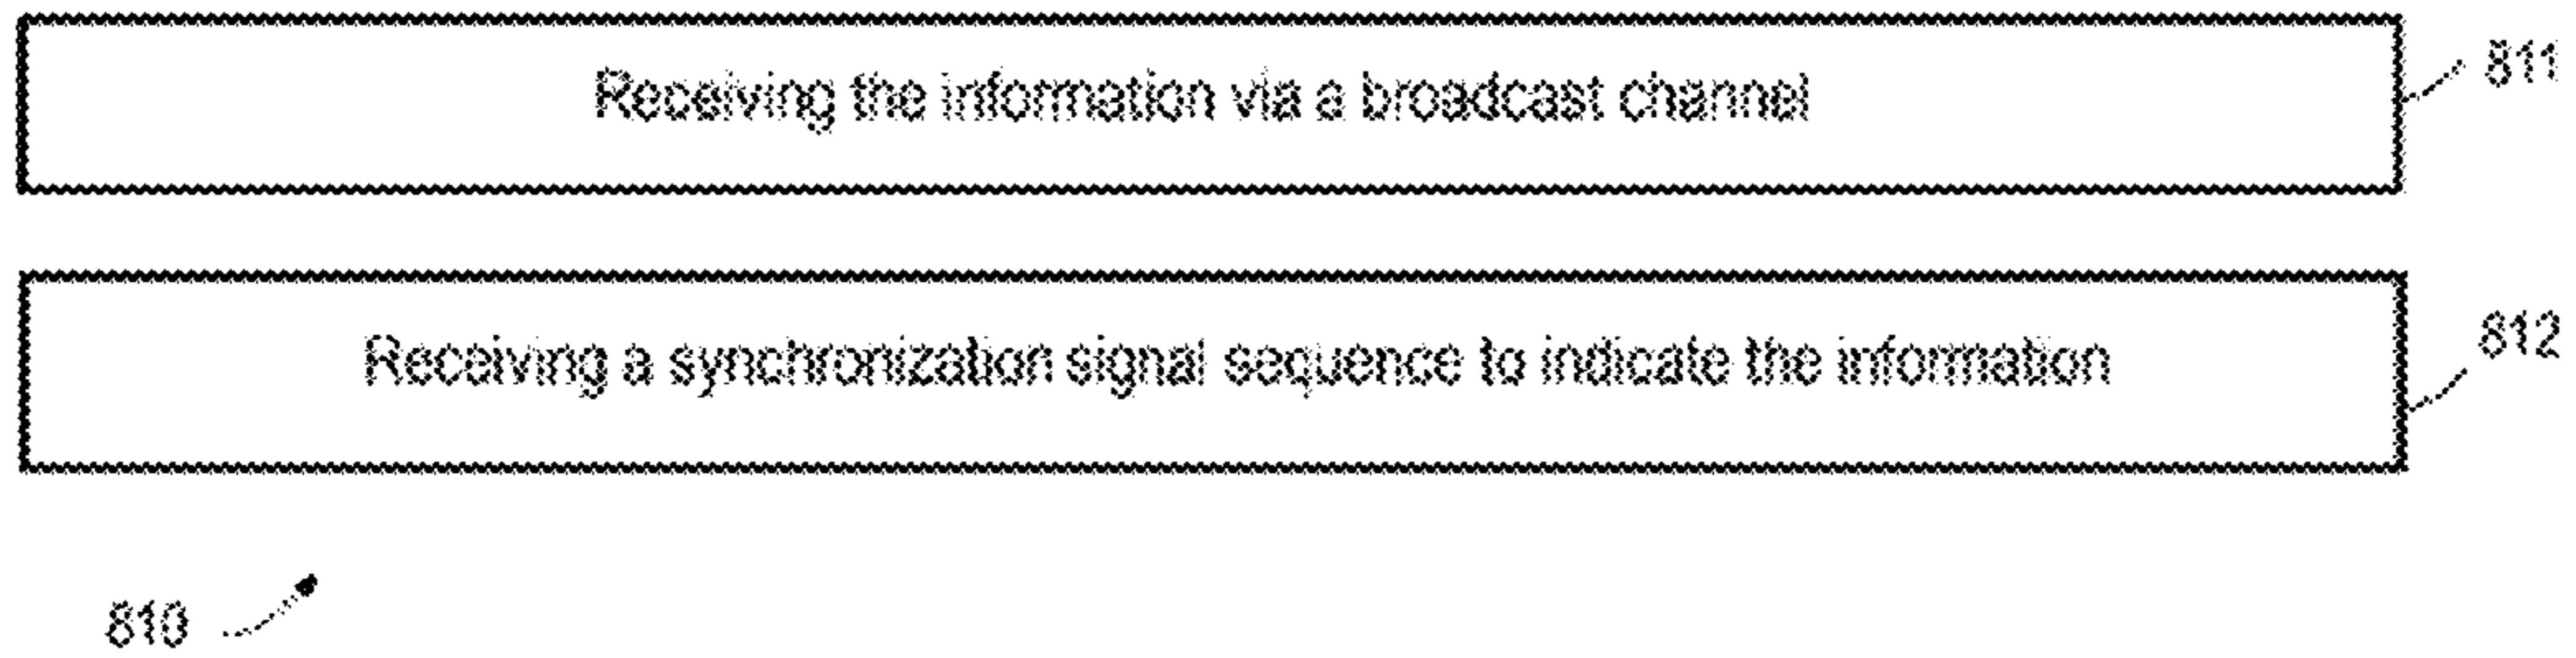 Receiving the information via a broadcast channel
811
Receiving a synchronization signal sequence to indicate the information
812
810